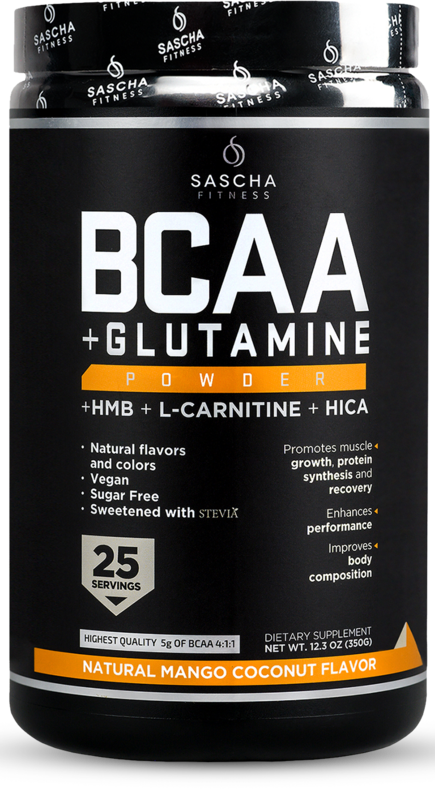 SASCHA
FITNESS
SASCHA
FITNESS
SASCHA
FITNESS
SASCHA
FITNESS
SASCHA
FITNESS
BCAA
+GLUTAMINE
POWDER
+HMB + L-CARNITINE + HICA
· Natural flavors
and colors
· Vegan
· Sugar Free
· Sweetened with STEVIA
Promotes muscle
growth, protein
synthesis and
recovery
Enhances
performance
Improves
body
composition
25
SERVINGS
HIGHEST QUALITY 5g OF BCAA 4:1:1
DIETARY SUPPLEMENT
NET WT. 12.3 OZ (350G)
NATURAL MANGO COCONUT FLAVOR